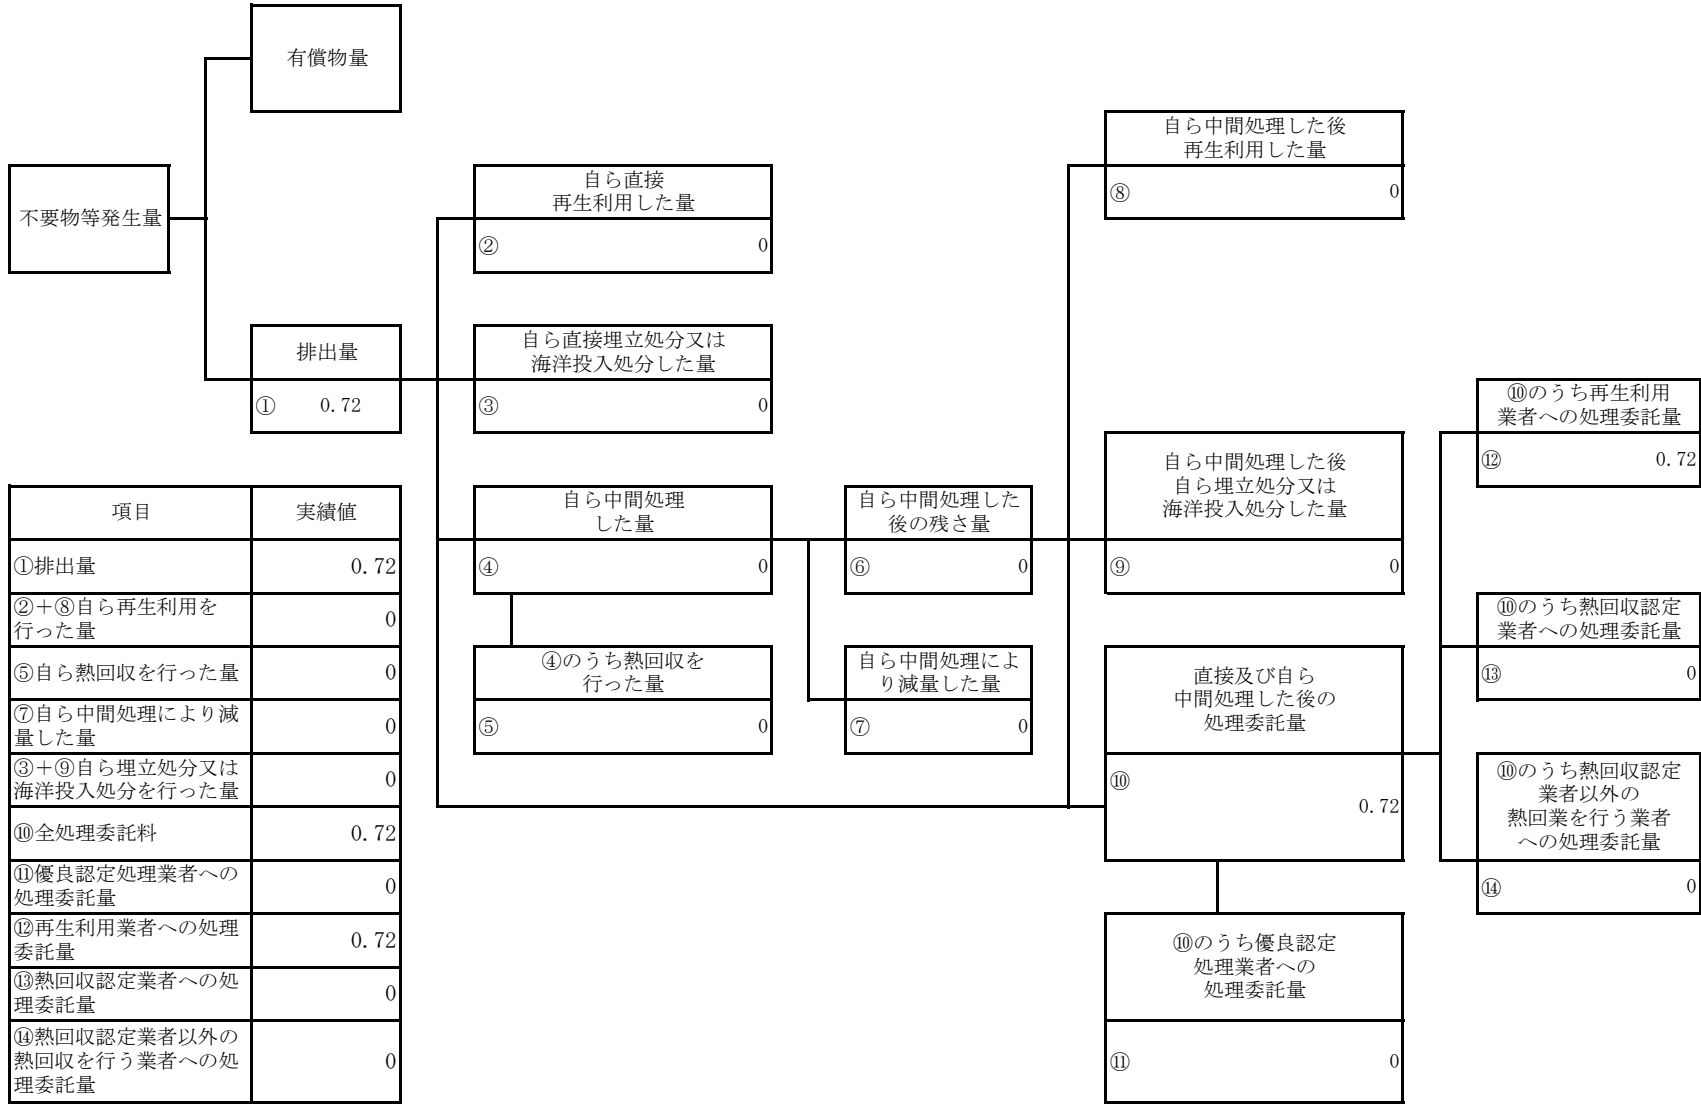 有償物量
不要物等発生量
排出量
① 0.72
自ら直接
再生利用した量
② 0
自ら直接埋立処分又は
海洋投入処分した量
③ 0
自ら中間処理
した量
④ 0
④のうち熱回収を
行った量
⑤ 0
自ら中間処理した
後の残さ量
⑥ 0
自ら中間処理によ
り減量した量
⑦ 0
自ら中間処理した後
再生利用した量
⑧ 0
自ら中間処理した後
自ら埋立処分又は
海洋投入処分した量
⑨ 0
直接及び自ら
中間処理した後の
処理委託量
⑩
0.72
⑩のうち優良認定
処理業者への
処理委託量
⑪ 0
⑩のうち再生利用
業者への処理委託量
⑫ 0.72
⑩のうち熱回収認定
業者への処理委託量
⑬ 0
⑩のうち熱回収認定
業者以外の
熱回業を行う業者
への処理委託量
⑭ 0
項目 実績値
①排出量 0.72
②＋⑧自ら再生利用を
行った量 0
⑤自ら熱回収を行った量 0
⑦自ら中間処理により減
量した量 0
③＋⑨自ら埋立処分又は
海洋投入処分を行った量 0
⑩全処理委託料 0.72
⑪優良認定処理業者への
処理委託量 0
⑫再生利用業者への処理
委託量 0.72
⑬熱回収認定業者への処
理委託量 0
⑭熱回収認定業者以外の
熱回収を行う業者への処
理委託量 0